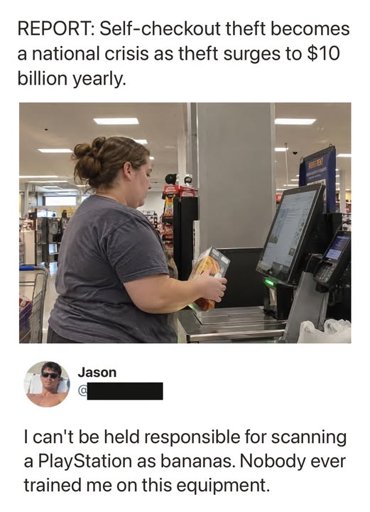 REPORT: Self-checkout theft becomes
a national crisis as theft surges to $10
billion yearly.
Jason
@
I can't be held responsible for scanning
a PlayStation as bananas. Nobody ever
trained me on this equipment.